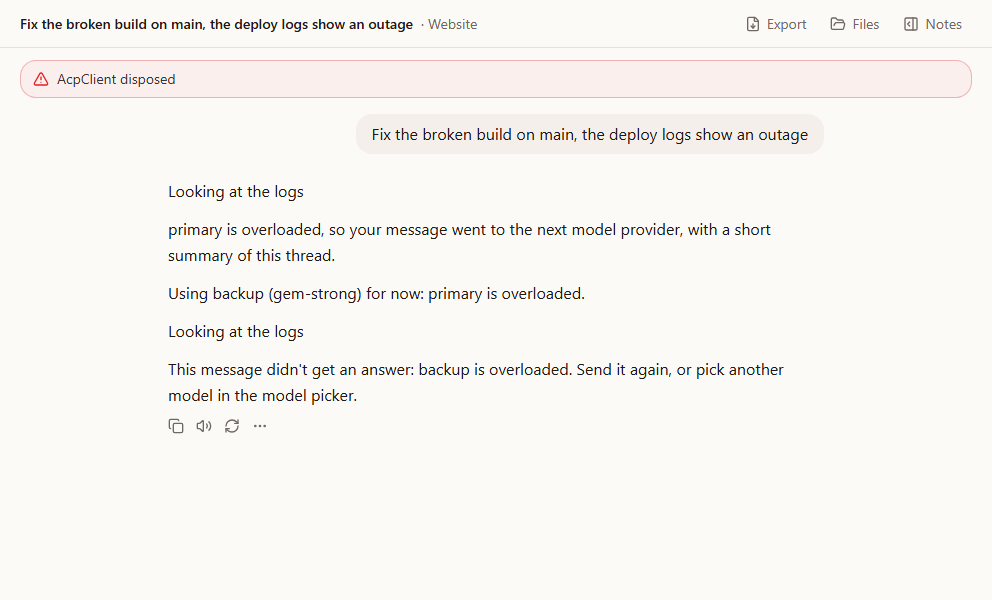 Fix the broken build on main, the deploy logs show an outage · Website
Export
Files
Notes
AcpClient disposed
Fix the broken build on main, the deploy logs show an outage
Looking at the logs
primary is overloaded, so your message went to the next model provider, with a short
summary of this thread.
Using backup (gem-strong) for now: primary is overloaded.
Looking at the logs
This message didn't get an answer: backup is overloaded. Send it again, or pick another
model in the model picker.